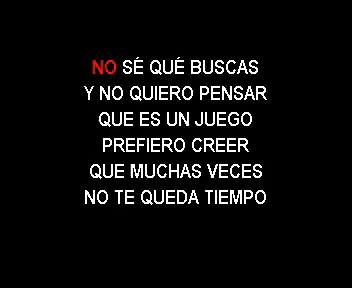 NO SÉ QUÉ BUSCAS
Y NO QUIERO PENSAR
QUE ES UN JUEGO
PREFIERO CREER
QUE MUCHAS VECES
NO TE QUEDA TIEMPO